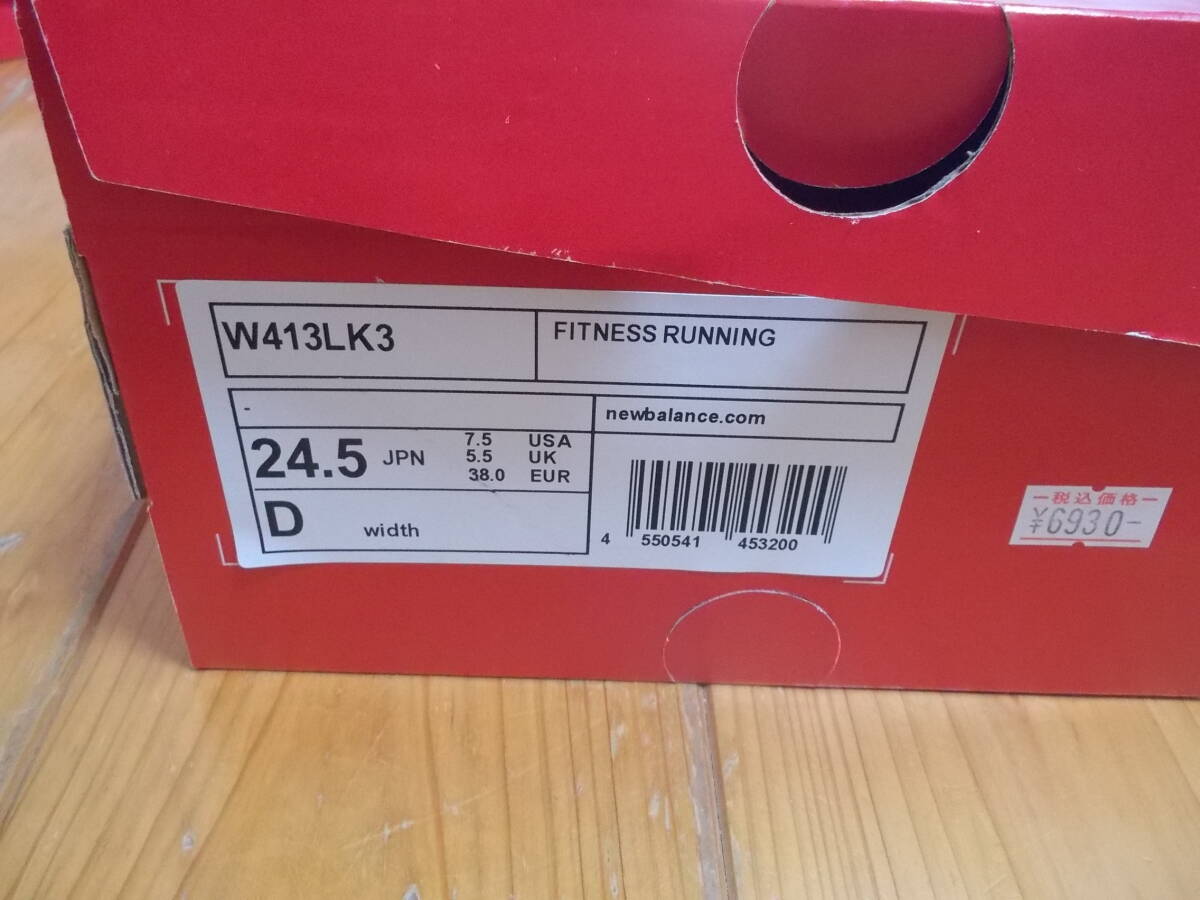 W413LK3
FITNESS RUNNING
-
newbalance.com
24.5 JPN
7.5 USA
5.5 UK
38.0 EUR
D width
4 550541 453200
税込価格
¥6930-